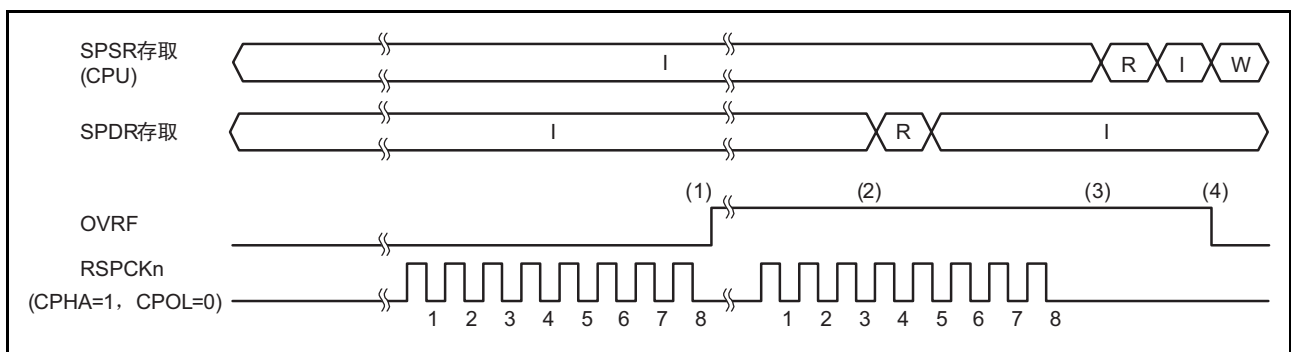 SPSR存取
(CPU)
I
R
I
W
SPDR存取
I
R
I
(1)
(2)
(3)
(4)
OVRF
RSPCKn
(CPHA=1，CPOL=0)
1 2 3 4 5 6 7 8
1 2 3 4 5 6 7 8